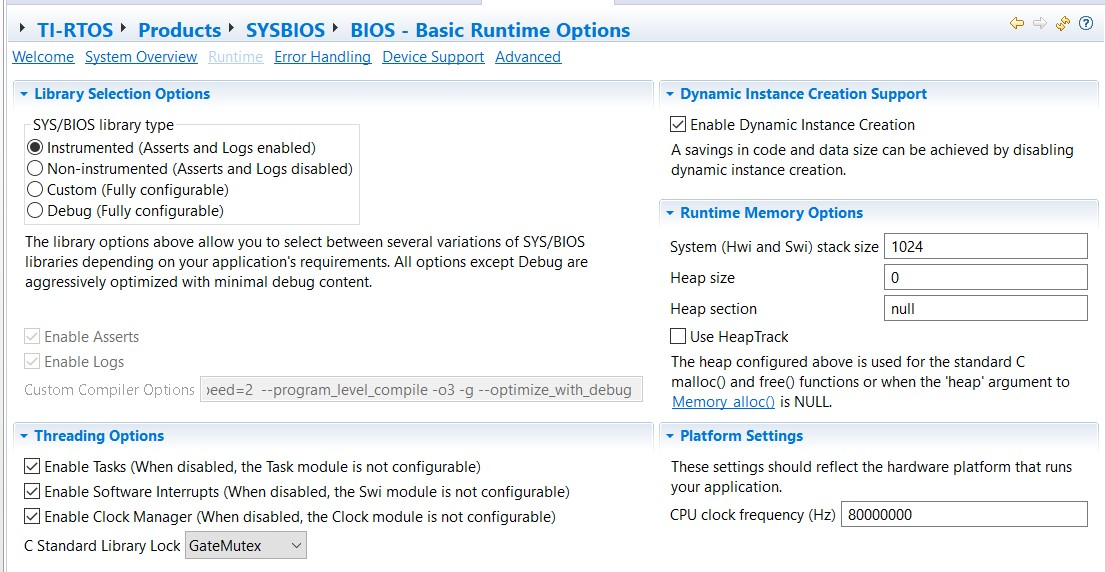 TI-RTOS Products SYSBIOS BIOS - Basic Runtime Options
Welcome System Overview Runtime Error Handling Device Support Advanced
Library Selection Options
SYS/BIOS library type
Instrumented (Asserts and Logs enabled)
Non-instrumented (Asserts and Logs disabled)
Custom (Fully configurable)
Debug (Fully configurable)
The library options above allow you to select between several variations of SYS/BIOS
libraries depending on your application's requirements. All options except Debug are
aggressively optimized with minimal debug content.
Enable Asserts
Enable Logs
Custom Compiler Options peed=2 --program_level_compile -o3 -g --optimize_with_debug
Threading Options
Enable Tasks (When disabled, the Task module is not configurable)
Enable Software Interrupts (When disabled, the Swi module is not configurable)
Enable Clock Manager (When disabled, the Clock module is not configurable)
C Standard Library Lock GateMutex
Dynamic Instance Creation Support
Enable Dynamic Instance Creation
A savings in code and data size can be achieved by disabling
dynamic instance creation.
Runtime Memory Options
System (Hwi and Swi) stack size 1024
Heap size 0
Heap section null
Use HeapTrack
The heap configured above is used for the standard C
malloc() and free() functions or when the 'heap' argument to
Memory_alloc() is NULL.
Platform Settings
These settings should reflect the hardware platform that runs
your application.
CPU clock frequency (Hz) 80000000